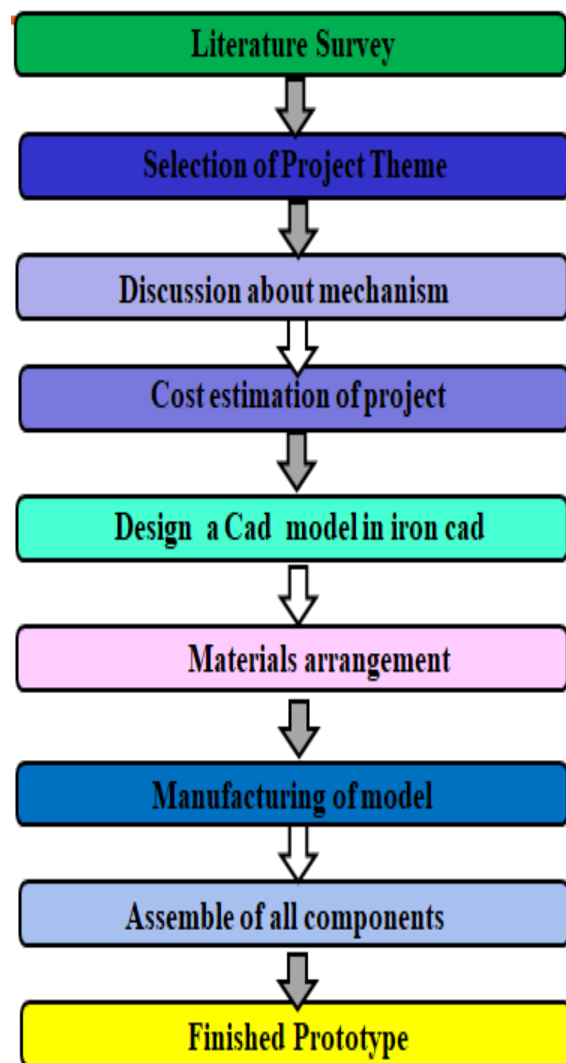 Literature Survey
Selection of Project Theme
Discussion about mechanism
Cost estimation of project
Design a Cad model in iron cad
Materials arrangement
Manufacturing of model
Assemble of all components
Finished Prototype